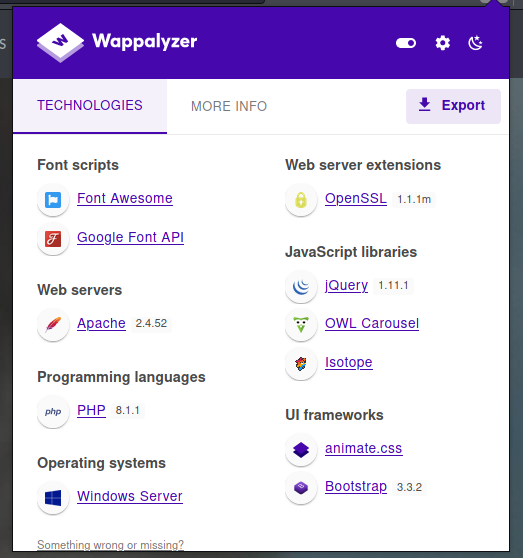 Wappalyzer
TECHNOLOGIES
MORE INFO
Export
Font scripts
Font Awesome
Google Font API
Web servers
Apache 2.4.52
Programming languages
php PHP 8.1.1
Operating systems
Windows Server
Something wrong or missing?
Web server extensions
OpenSSL 1.1.1m
JavaScript libraries
jQuery 1.11.1
OWL Carousel
Isotope
UI frameworks
animate.css
Bootstrap 3.3.2